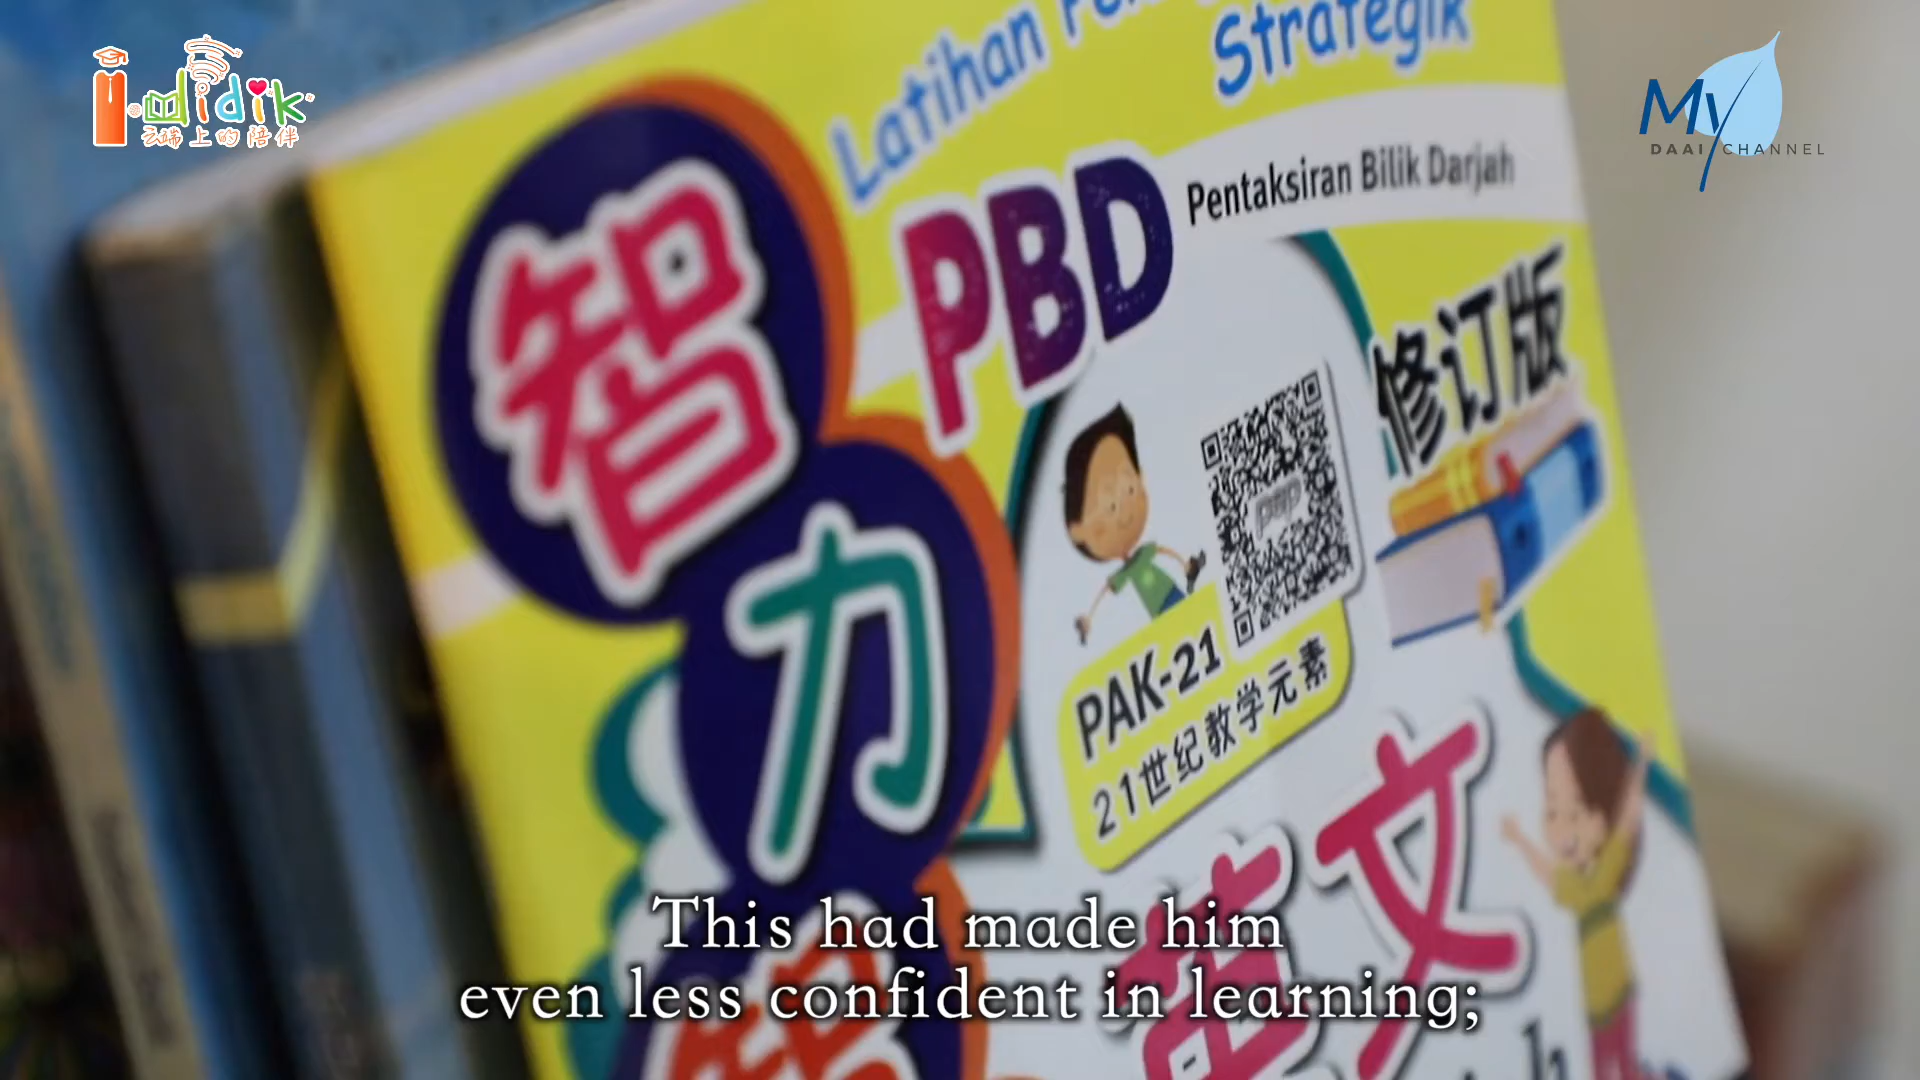 i-didik
云端上的陪伴
My
DAAI CHANNEL
Latihan
Strategik
PBD
Pentaksiran Bilik Darjah
修订版
智力
PAK-21
21世纪教学元素
英文
This had made him
even less confident in learning;